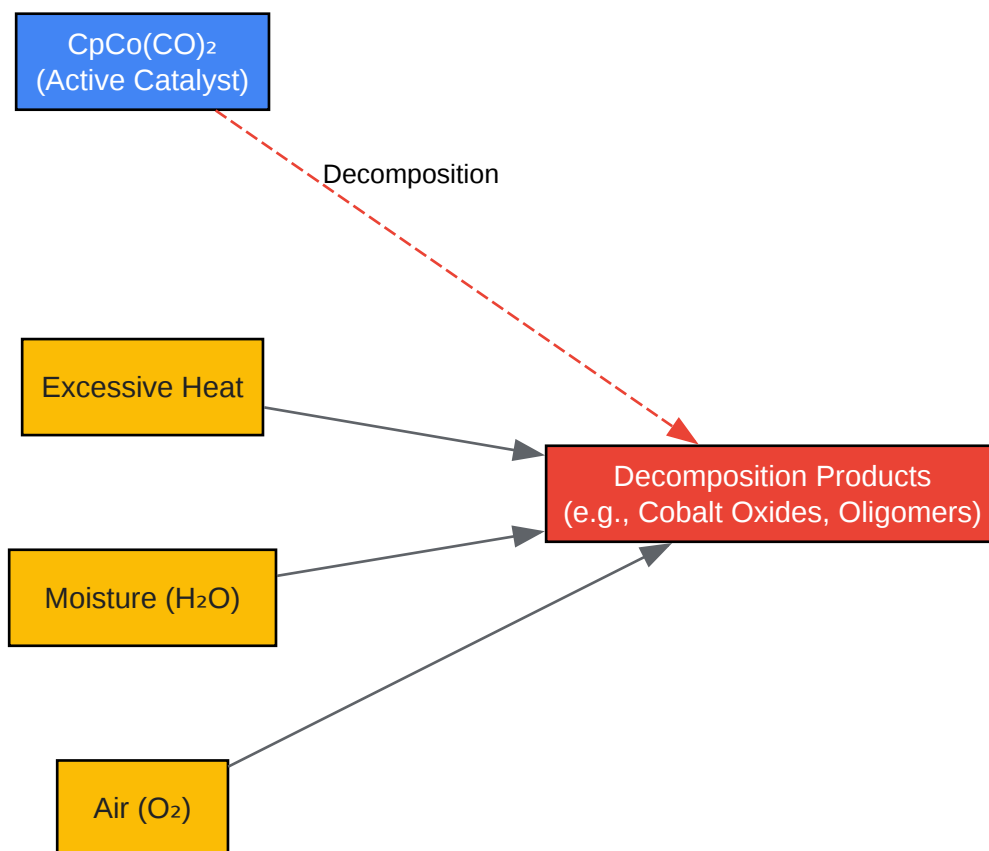 CpCo(CO)₂
(Active Catalyst)
Decomposition
Excessive Heat
Decomposition Products
(e.g., Cobalt Oxides, Oligomers)
Moisture (H₂O)
Air (O₂)